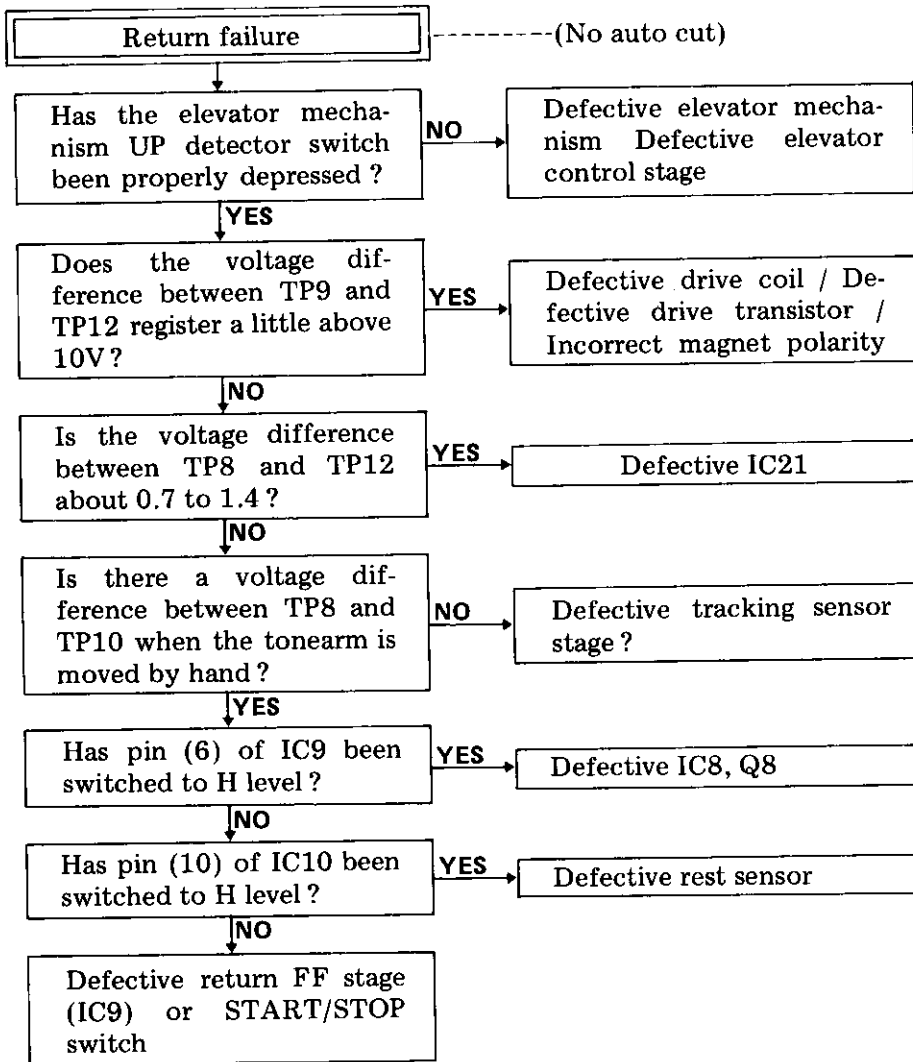 Return failure
(No auto cut)
Has the elevator mecha-
nism UP detector switch
been properly depressed?
NO
Defective elevator mecha-
nism Defective elevator
control stage
YES
Does the voltage dif-
ference between TP9 and
TP12 register a little above
10V?
YES
Defective drive coil / De-
fective drive transistor /
Incorrect magnet polarity
NO
Is the voltage difference
between TP8 and TP12
about 0.7 to 1.4?
YES
Defective IC21
NO
Is there a voltage dif-
ference between TP8 and
TP10 when the tonearm is
moved by hand?
NO
Defective tracking sensor
stage?
YES
Has pin (6) of IC9 been
switched to H level?
YES
Defective IC8, Q8
NO
Has pin (10) of IC10 been
switched to H level?
YES
Defective rest sensor
NO
Defective return FF stage
(IC9) or START/STOP
switch